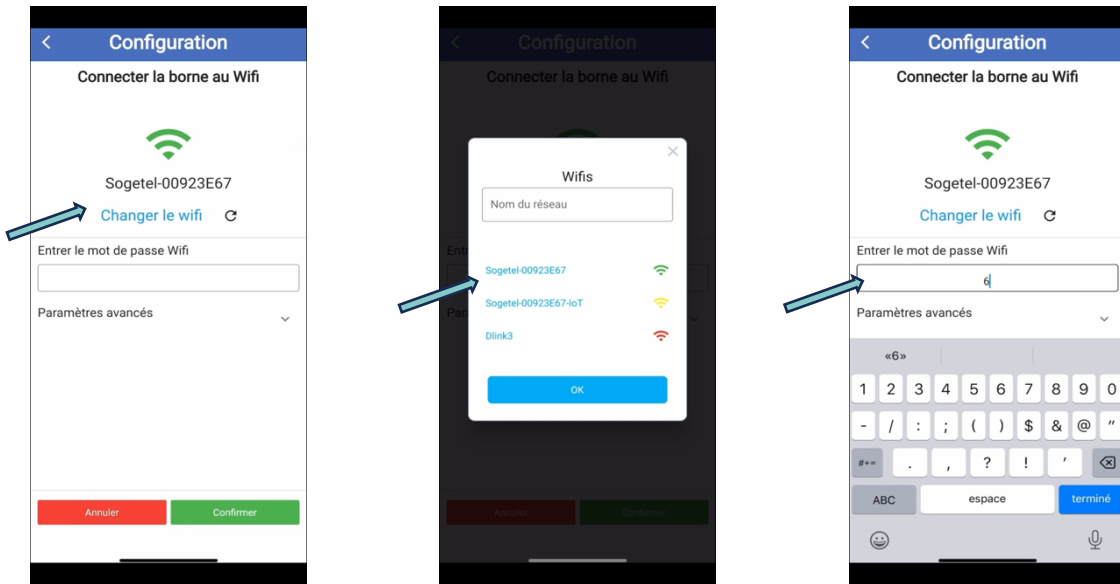 Configuration
Connecter la borne au Wifi
Sogetel-00923E67
Changer le wifi
Entrer le mot de passe Wifi
Paramètres avancés
Annuler
Confirmer
Configuration
Connecter la borne au Wifi
Wifis
Nom du réseau
Ent
Sogetel-00923E67
Sogetel-00923E67-IoT
Par
Dlink3
OK
Annuler
Confirmer
Configuration
Connecter la borne au Wifi
Sogetel-00923E67
Changer le wifi
Entrer le mot de passe Wifi
6
Paramètres avancés
«6»
1 2 3 4 5 6 7 8 9 0
- / : ; ( ) $ & @ "
#+= . , ? ! ’
ABC espace terminé